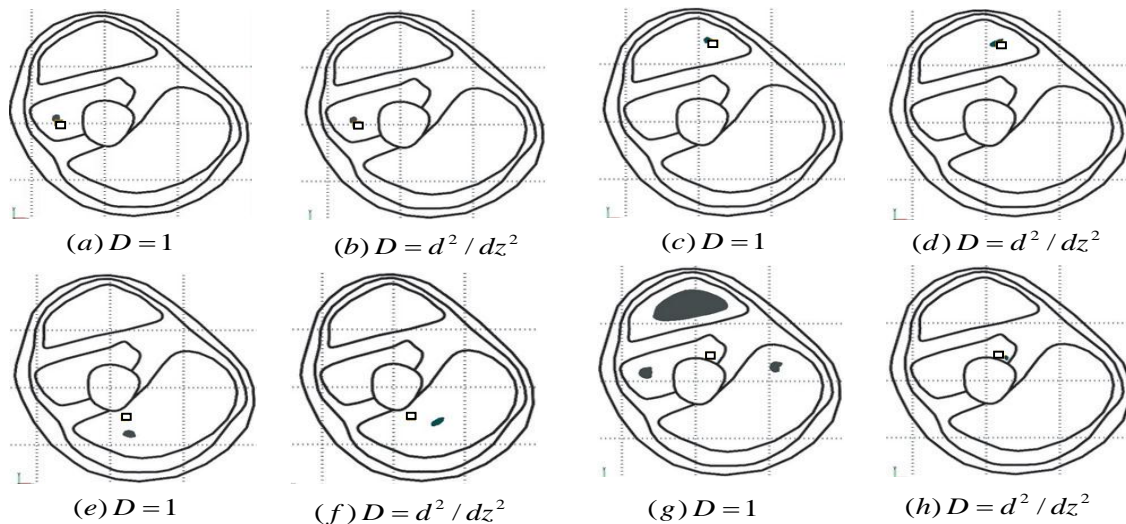 (a) D = 1
(b) D = d² / dz²
(c) D = 1
(d) D = d² / dz²
(e) D = 1
(f) D = d² / dz²
(g) D = 1
(h) D = d² / dz²